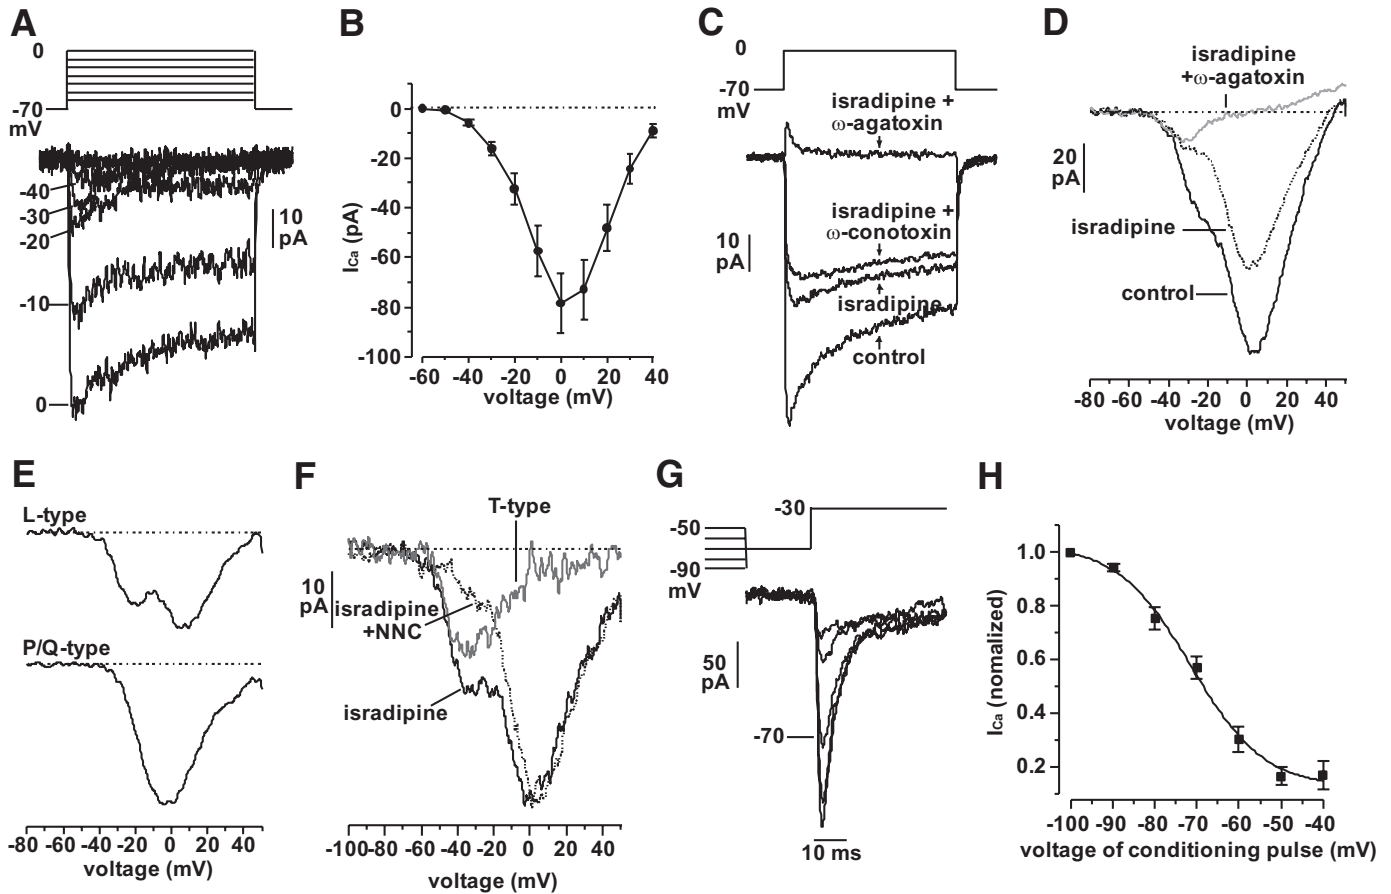 A
0
-70
mV
-40
-30
-20
-10
0
10
pA
B
0
-20
-40
-60
-80
-100
ICa (pA)
-60 -40 -20 0 20 40
voltage (mV)
C
0
-70
mV
isradipine +
ω-agatoxin
isradipine +
ω-conotoxin
10
pA
isradipine
control
D
isradipine
+ω-agatoxin
20
pA
isradipine
control
-80 -60 -40 -20 0 20 40
voltage (mV)
E
L-type
P/Q-type
-80 -60 -40 -20 0 20 40
voltage (mV)
F
T-type
10
pA
isradipine
+NNC
isradipine
-100 -80 -60 -40 -20 0 20 40
voltage (mV)
G
-30
-50
-90
mV
50
pA
-70
10 ms
H
1.0
0.8
0.6
0.4
0.2
ICa (nomalized)
-100 -90 -80 -70 -60 -50 -40
voltage of conditioning pulse (mV)